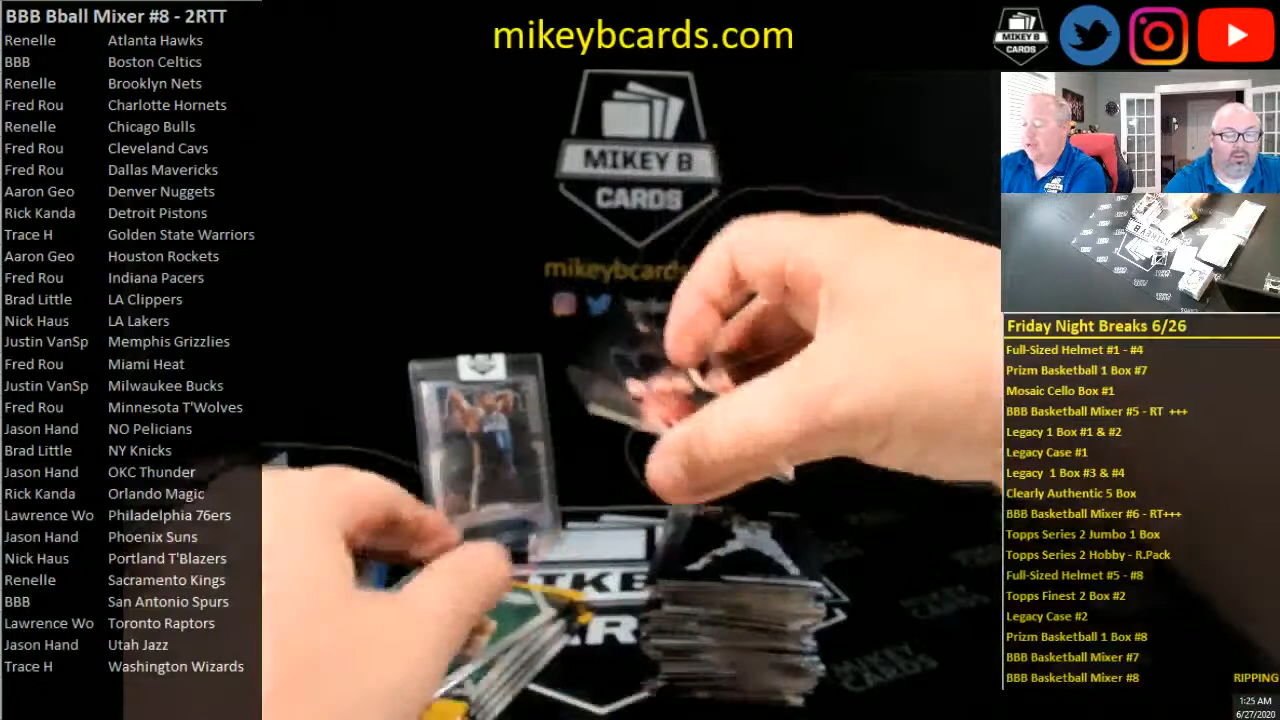 BBB Bball Mixer #8 - 2RTT
Renelle Atlanta Hawks
BBB Boston Celtics
Renelle Brooklyn Nets
Fred Rou Charlotte Hornets
Renelle Chicago Bulls
Fred Rou Cleveland Cavs
Fred Rou Dallas Mavericks
Aaron Geo Denver Nuggets
Rick Kanda Detroit Pistons
Trace H Golden State Warriors
Aaron Geo Houston Rockets
Fred Rou Indiana Pacers
Brad Little LA Clippers
Nick Haus LA Lakers
Justin VanSp Memphis Grizzlies
Fred Rou Miami Heat
Justin VanSp Milwaukee Bucks
Fred Rou Minnesota T'Wolves
Jason Hand NO Pelicians
Brad Little NY Knicks
Jason Hand OKC Thunder
Rick Kanda Orlando Magic
Lawrence Wo Philadelphia 76ers
Jason Hand Phoenix Suns
Nick Haus Portland T'Blazers
Renelle Sacramento Kings
BBB San Antonio Spurs
Lawrence Wo Toronto Raptors
Jason Hand Utah Jazz
Trace H Washington Wizards
mikeybcards.com
MIKEY B
CARDS
mikeybcards
MIKEY B
CARDS
Friday Night Breaks 6/26
Full-Sized Helmet #1 - #4
Prizm Basketball 1 Box #7
Mosaic Cello Box #1
BBB Basketball Mixer #5 - RT +++
Legacy 1 Box #1 & #2
Legacy Case #1
Legacy 1 Box #3 & #4
Clearly Authentic 5 Box
BBB Basketball Mixer #6 - RT+++
Topps Series 2 Jumbo 1 Box
Topps Series 2 Hobby - R.Pack
Full-Sized Helmet #5 - #8
Topps Finest 2 Box #2
Legacy Case #2
Prizm Basketball 1 Box #8
BBB Basketball Mixer #7
BBB Basketball Mixer #8 RIPPING
1:25 AM
6/27/2020